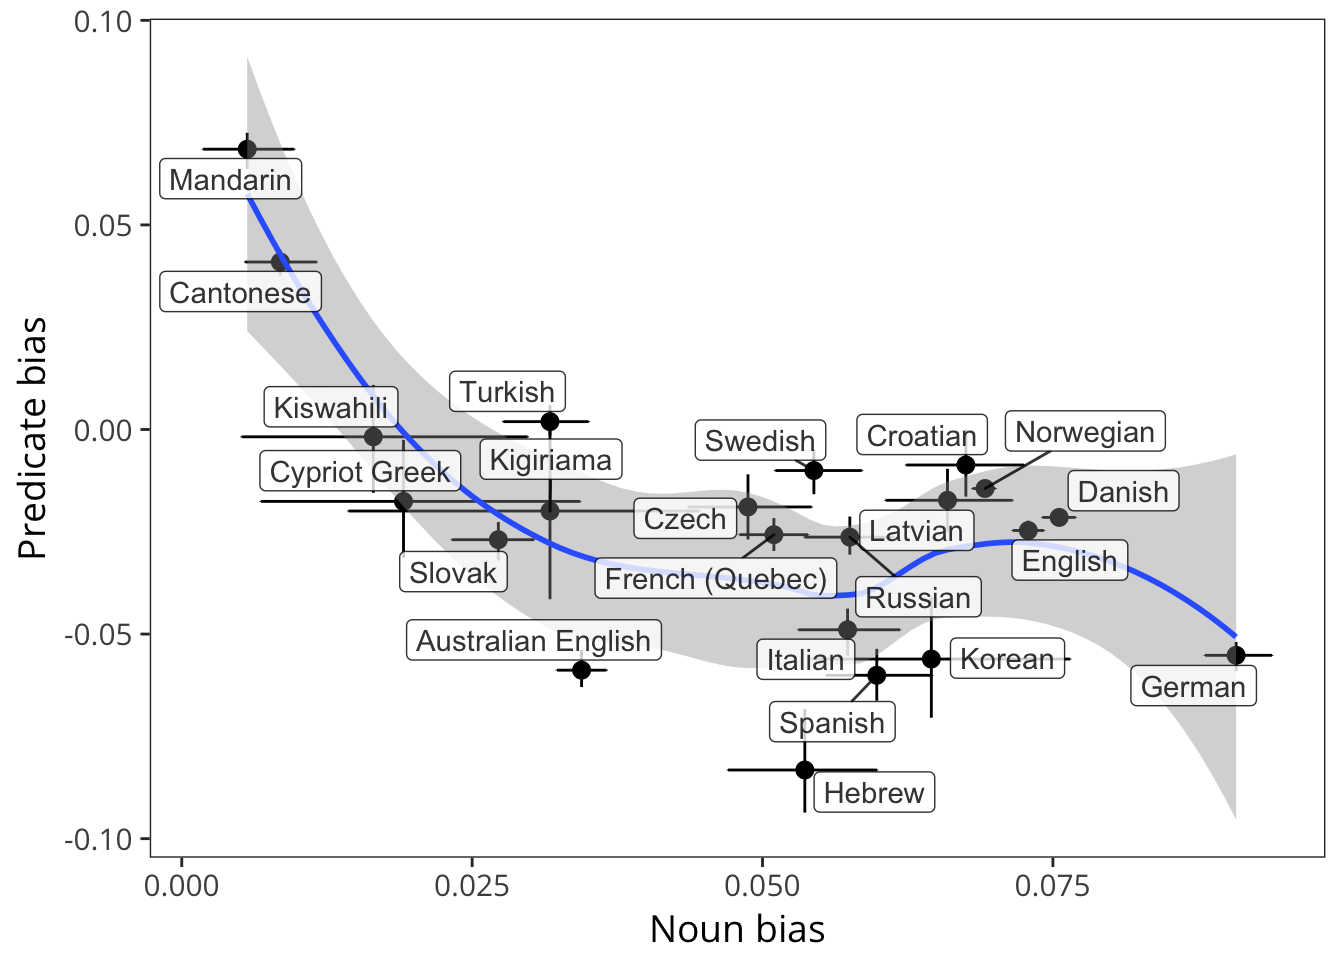 0.10
Mandarin
0.05
Cantonese
Predicate bias
Turkish
Kiswahili
0.00
Norwegian
Croatian
Swedish
Kigiriama
Cypriot Greek
Danish
Czech
Latvian
English
Slovak
French (Quebec)
Russian
-0.05
Australian English
Italian
Korean
German
Spanish
Hebrew
-0.10
0.000
0.025
0.050
0.075
Noun bias